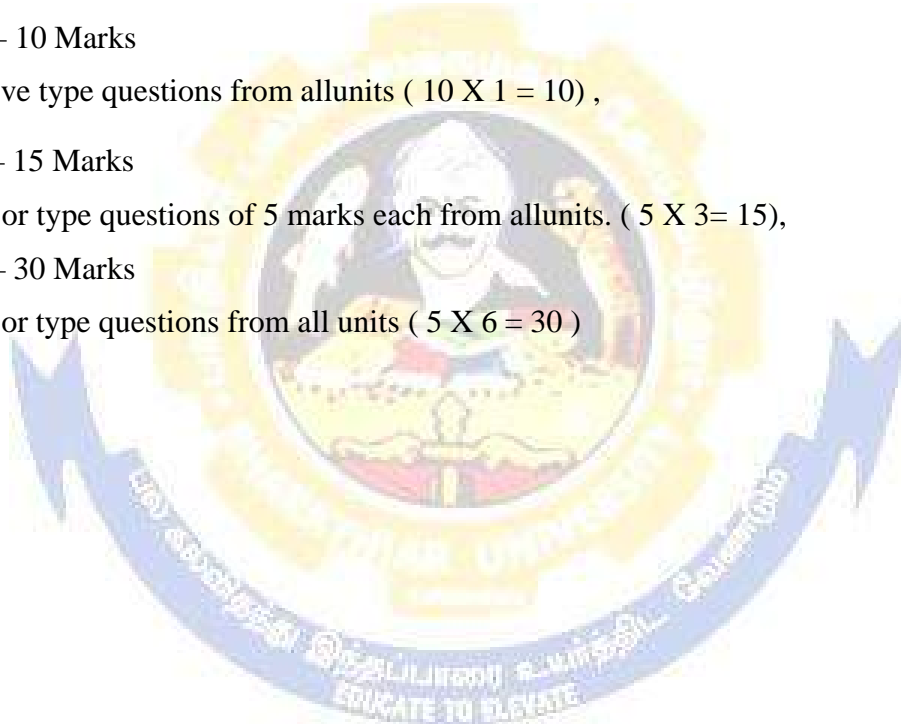 – 10 Marks
ve type questions from allunits ( 10 X 1 = 10) ,
– 15 Marks
or type questions of 5 marks each from allunits. ( 5 X 3= 15),
– 30 Marks
or type questions from all units ( 5 X 6 = 30 )
EDUCATE TO ELEVATE